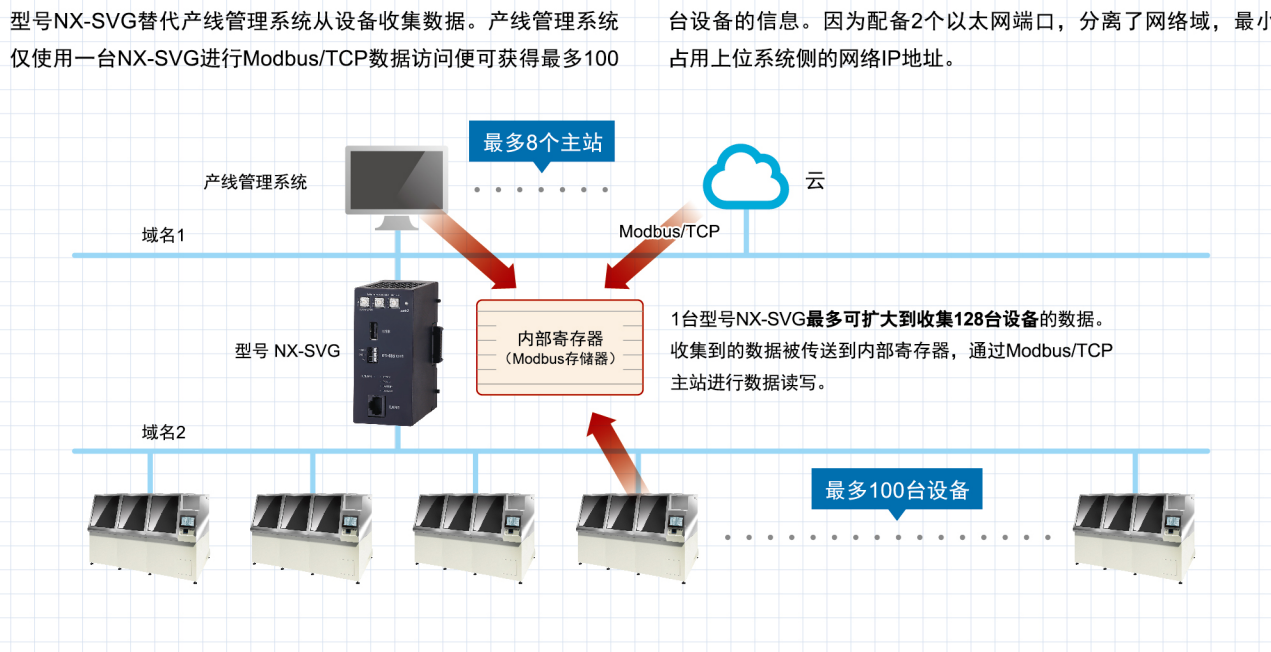 型号NX-SVG替代产线管理系统从设备收集数据。产线管理系统
仅使用一台NX-SVG进行Modbus/TCP数据访问便可获得最多100
台设备的信息。因为配备2个以太网端口，分离了网络域，最小
占用上位系统侧的网络IP地址。
最多8个主站
产线管理系统
云
域名1
Modbus/TCP
型号 NX-SVG
内部寄存器
（Modbus存储器）
1台型号NX-SVG最多可扩大到收集128台设备的数据。
收集到的数据被传送到内部寄存器，通过Modbus/TCP
主站进行数据读写。
域名2
最多100台设备